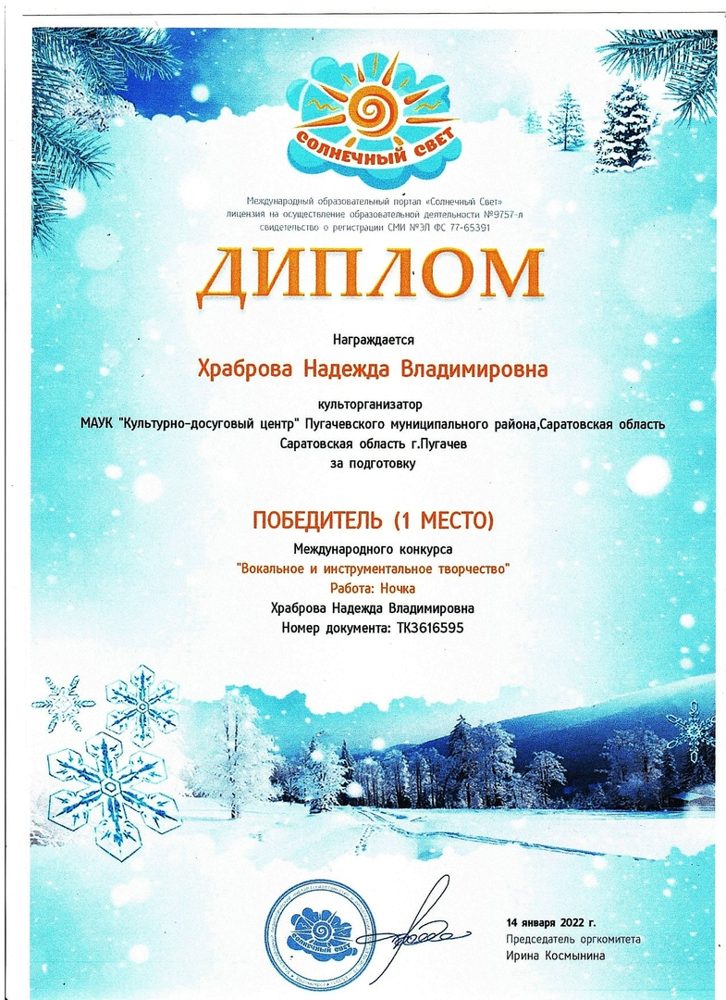 СОЛНЕЧНЫЙ СВЕТ
Международный образовательный портал «Солнечный Свет»
лицензия на осуществление образовательной деятельности №9757-л
свидетельство о регистрации СМИ №ЭЛ ФС 77-65391
ДИПЛОМ
Награждается
Храброва Надежда Владимировна
культорганизатор
МАУК "Культурно-досуговый центр" Пугачевского муниципального района,Саратовская область
Саратовская область г.Пугачев
за подготовку
ПОБЕДИТЕЛЬ (1 МЕСТО)
Международного конкурса
"Вокальное и инструментальное творчество"
Работа: Ночка
Храброва Надежда Владимировна
Номер документа: ТК3616595
СОЛНЕЧНЫЙ СВЕТ
14 января 2022 г.
Председатель оргкомитета
Ирина Космынина